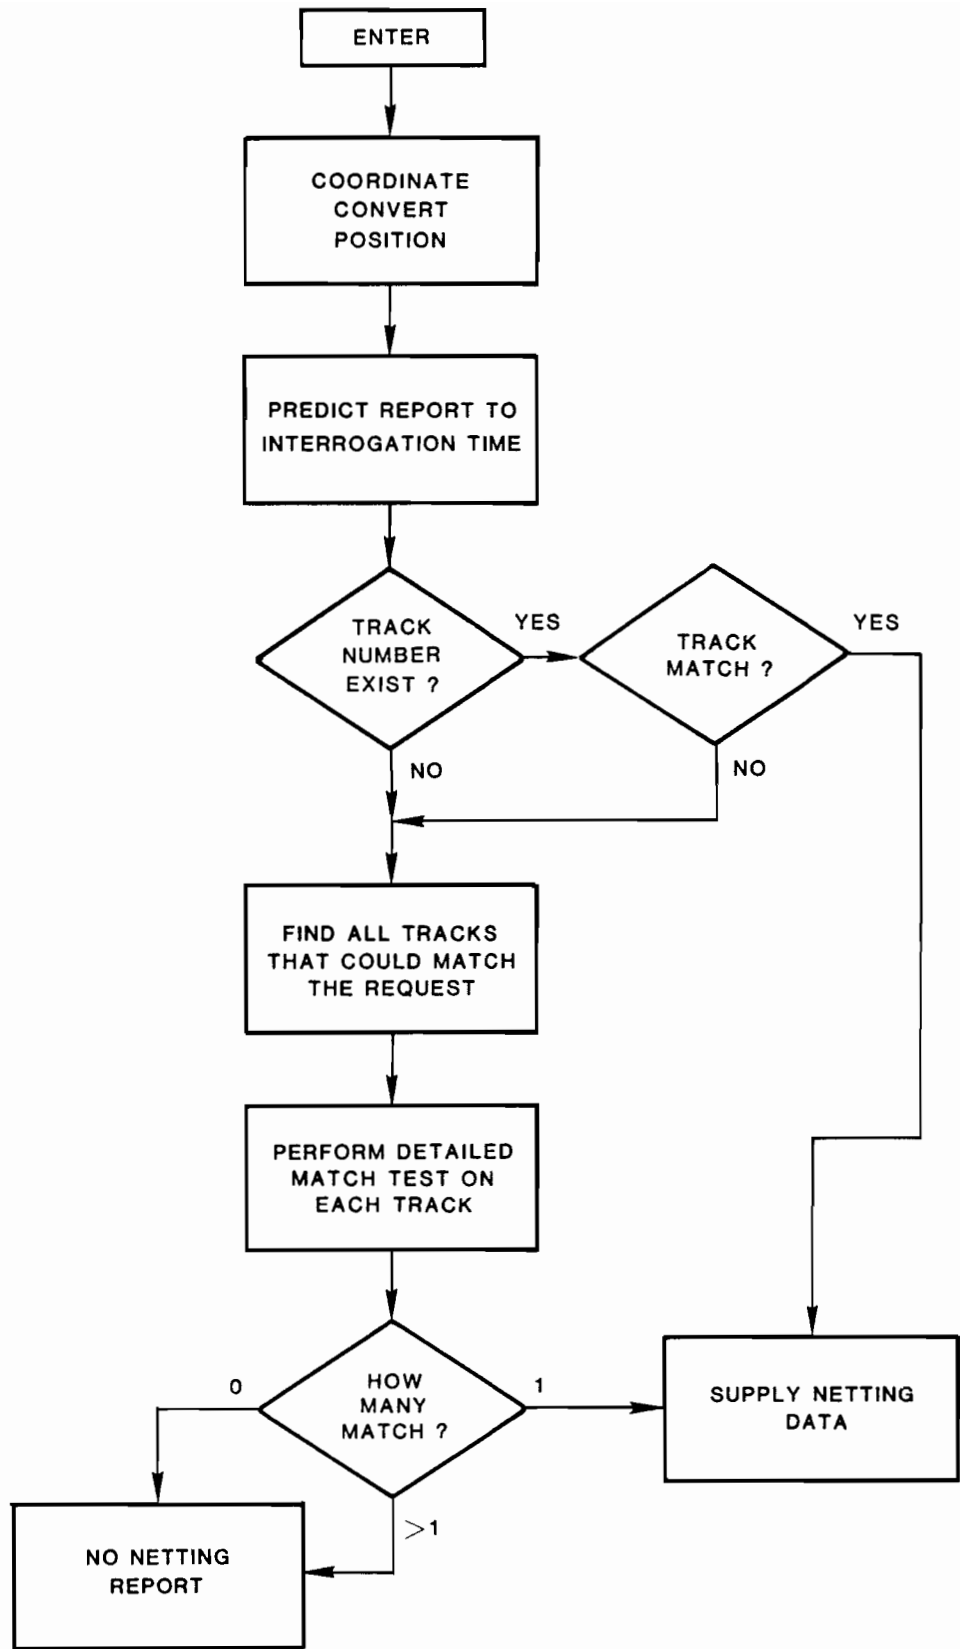 ENTER
COORDINATE
CONVERT
POSITION
PREDICT REPORT TO
INTERROGATION TIME
TRACK
NUMBER
EXIST ?
YES
TRACK
MATCH ?
YES
NO
NO
FIND ALL TRACKS
THAT COULD MATCH
THE REQUEST
PERFORM DETAILED
MATCH TEST ON
EACH TRACK
HOW
MANY
MATCH ?
0
1
>1
SUPPLY NETTING
DATA
NO NETTING
REPORT